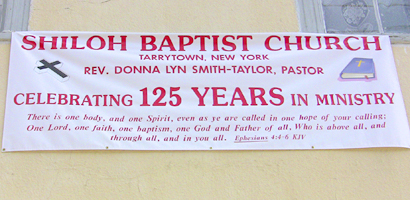 SHILOH BAPTIST CHURCH
TARRYTOWN, NEW YORK
REV. DONNA LYN SMITH-TAYLOR, PASTOR
CELEBRATING 125 YEARS IN MINISTRY
There is one body, and one Spirit, even as ye are called in one hope of your calling;
One Lord, one faith, one baptism, one God and Father of all, Who is above all, and
through all, and in you all. Ephesians 4:4-6 KJV